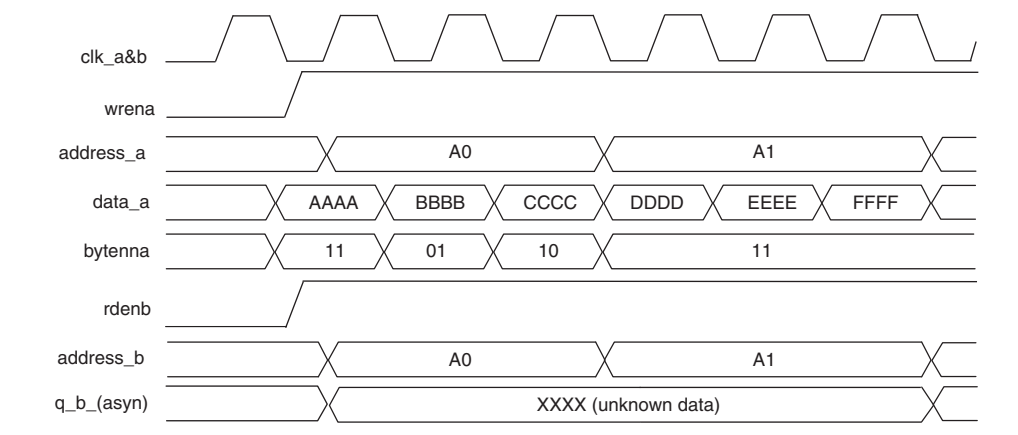 clk_a&b
wrena
address_a A0 A1
data_a AAAA BBBB CCCC DDDD EEEE FFFF
bytenna 11 01 10 11
rdenb
address_b A0 A1
q_b_(asyn) XXXX (unknown data)